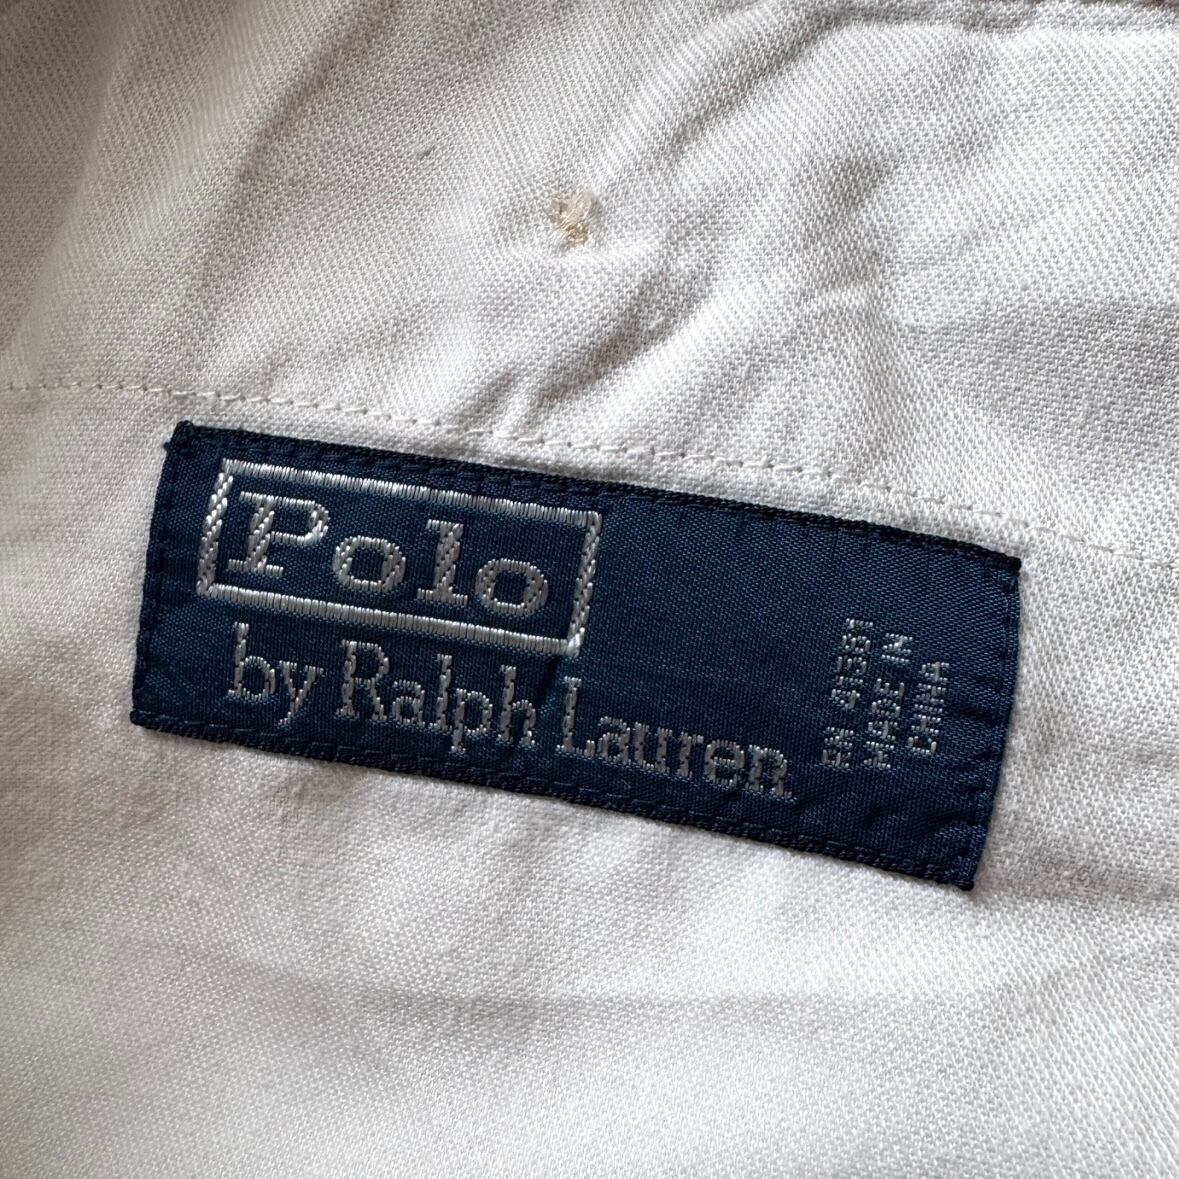 Polo
by Ralph Lauren
RN 41381
MADE IN
CHINA